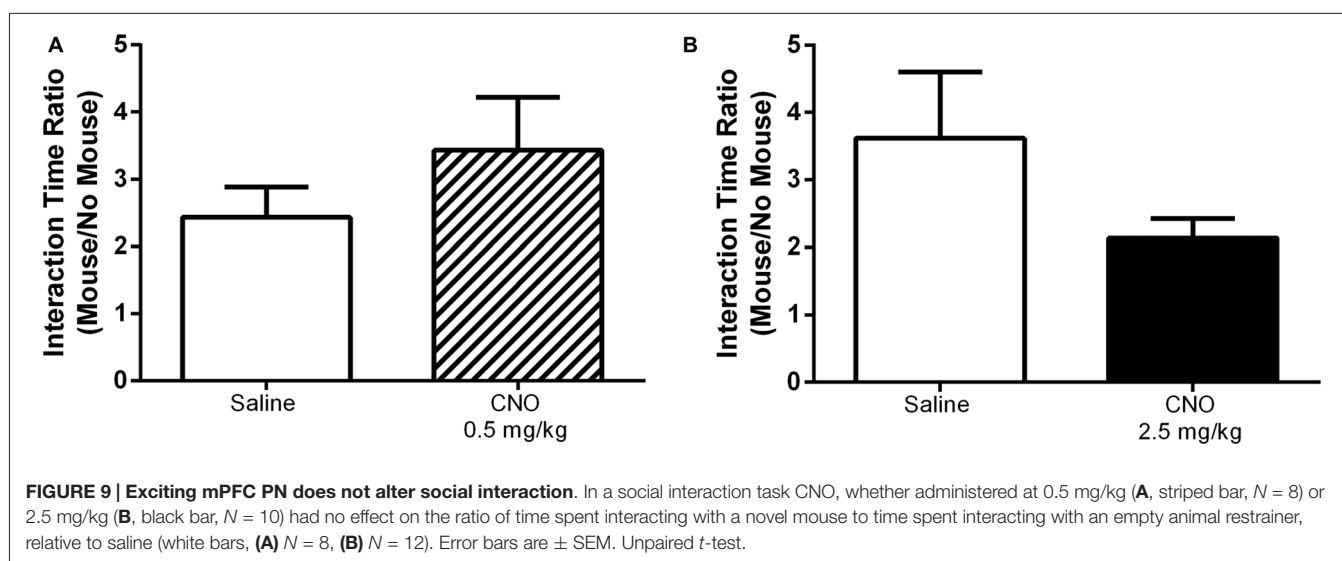 A
5
4
3
2
1
0
Interaction Time Ratio
(Mouse/No Mouse)
Saline
CNO
0.5 mg/kg
B
5
4
3
2
1
0
Interaction Time Ratio
(Mouse/No Mouse)
Saline
CNO
2.5 mg/kg
FIGURE 9 | Exciting mPFC PN does not alter social interaction. In a social interaction task CNO, whether administered at 0.5 mg/kg (A, striped bar, N = 8) or
2.5 mg/kg (B, black bar, N = 10) had no effect on the ratio of time spent interacting with a novel mouse to time spent interacting with an empty animal restrainer,
relative to saline (white bars, (A) N = 8, (B) N = 12). Error bars are ± SEM. Unpaired t-test.